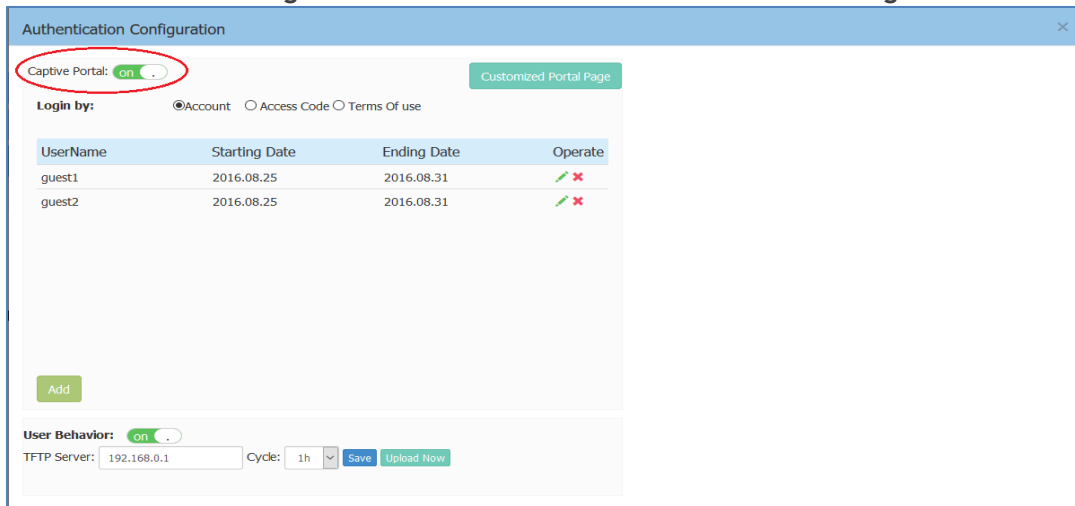 Authentication Configuration
Captive Portal: on
Customized Portal Page
Login by: Account Access Code Terms Of use
UserName Starting Date Ending Date Operate
guest1 2016.08.25 2016.08.31
guest2 2016.08.25 2016.08.31
Add
User Behavior: on
TFTP Server: 192.168.0.1 Cycle: 1h Save Upload Now